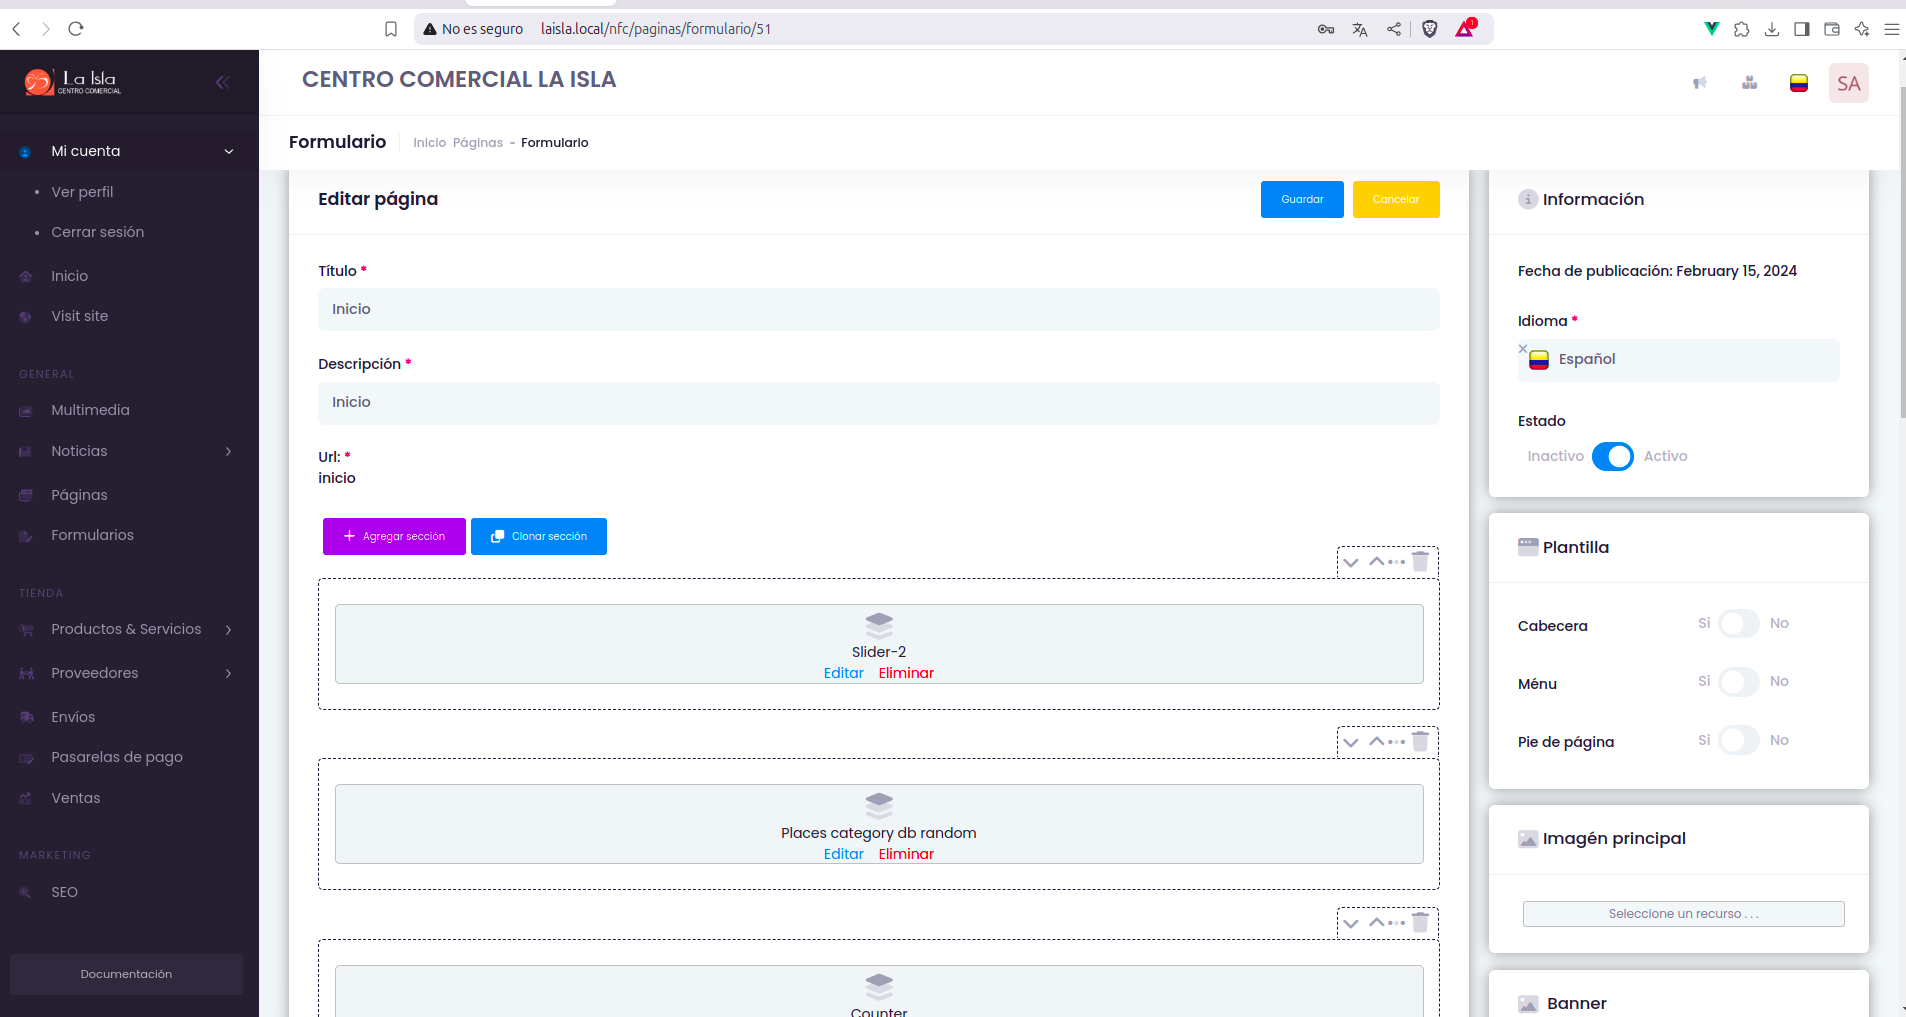 No es seguro laisla.local/nfc/paginas/formulario/51
1
La Isla
CENTRO COMERCIAL
Mi cuenta
Ver perfil
Cerrar sesión
Inicio
Visit site
GENERAL
Multimedia
Noticias
Páginas
Formularios
TIENDA
Productos & Servicios
Proveedores
Envíos
Pasarelas de pago
Ventas
MARKETING
SEO
Documentación
CENTRO COMERCIAL LA ISLA
SA
Formulario Inicio Páginas - Formulario
Editar página
Guardar Cancelar
Título *
Inicio
Descripción *
Inicio
Url: *
inicio
Agregar sección Clonar sección
Slider-2
Editar Eliminar
Places category db random
Editar Eliminar
Counter
Información
Fecha de publicación: February 15, 2024
Idioma *
Español
Estado
Inactivo Activo
Plantilla
Cabecera Si No
Ménu Si No
Pie de página Si No
Imagén principal
Seleccione un recurso . . .
Banner